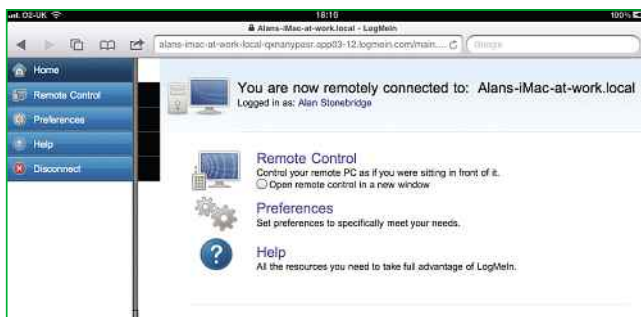 O2-UK 18:10 100%
Alans-iMac-at-work.local - LogMeIn
alans-imac-at-work-local-qxnanypasr.app03-12.logmein.com/main.... Google
Home
Remote Control
Preferences
Help
Disconnect
You are now remotely connected to: Alans-iMac-at-work.local
Logged in as: Alan Stonebridge
Remote Control
Control your remote PC as if you were sitting in front of it.
Open remote control in a new window
Preferences
Set preferences to specifically meet your needs.
Help
All the resources you need to take full advantage of LogMeIn.